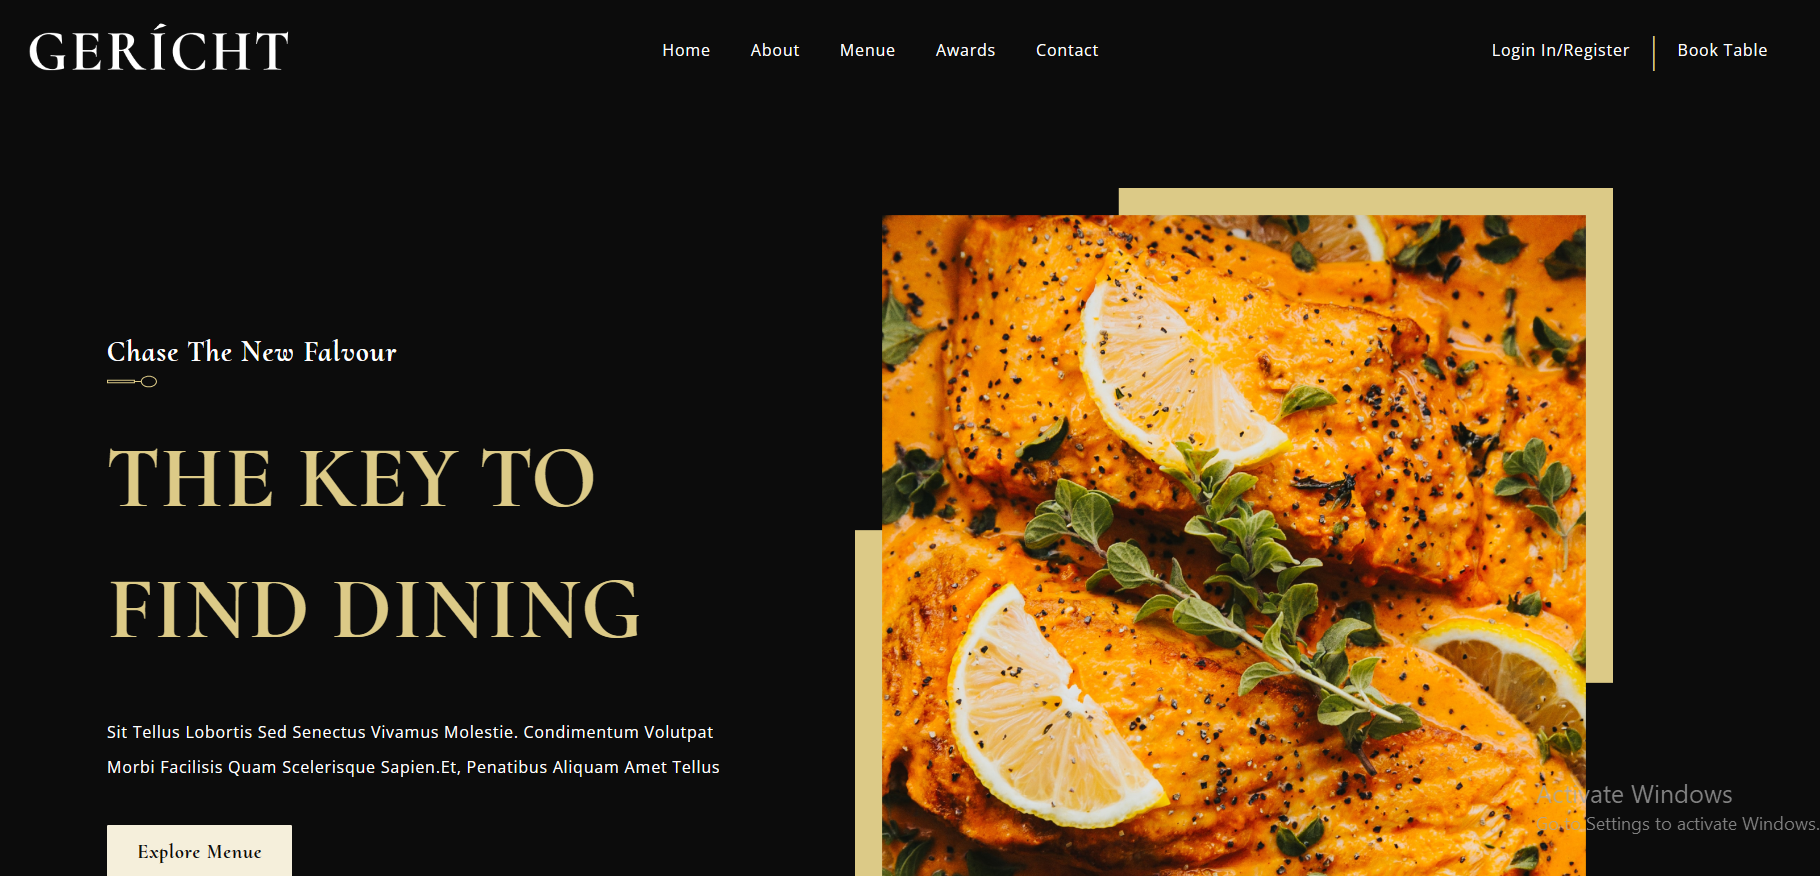 GERÍCHT
Home About Menue Awards Contact
Login In/Register Book Table
Chase The New Falvour
THE KEY TO
FIND DINING
Sit Tellus Lobortis Sed Senectus Vivamus Molestie. Condimentum Volutpat
Morbi Facilisis Quam Scelerisque Sapien.Et, Penatibus Aliquam Amet Tellus
Explore Menue
Activate Windows
Go to Settings to activate Windows.